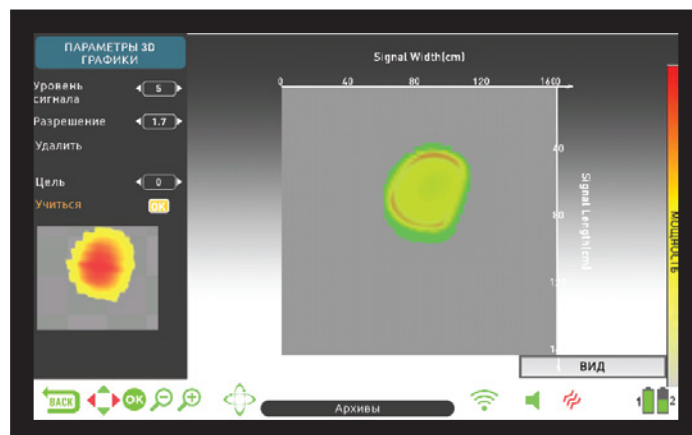 ПАРАМЕТРЫ 3D
ГРАФИКИ
Уровень
сигнала
5
Разрешение
1.7
Удалить
Цель
0
Учиться
OK
Signal Width(cm)
0 40 80 120 160
0
40
80
Signal Length(cm)
МОЩНОСТЬ
ВИД
BACK
OK
Архивы
1
2